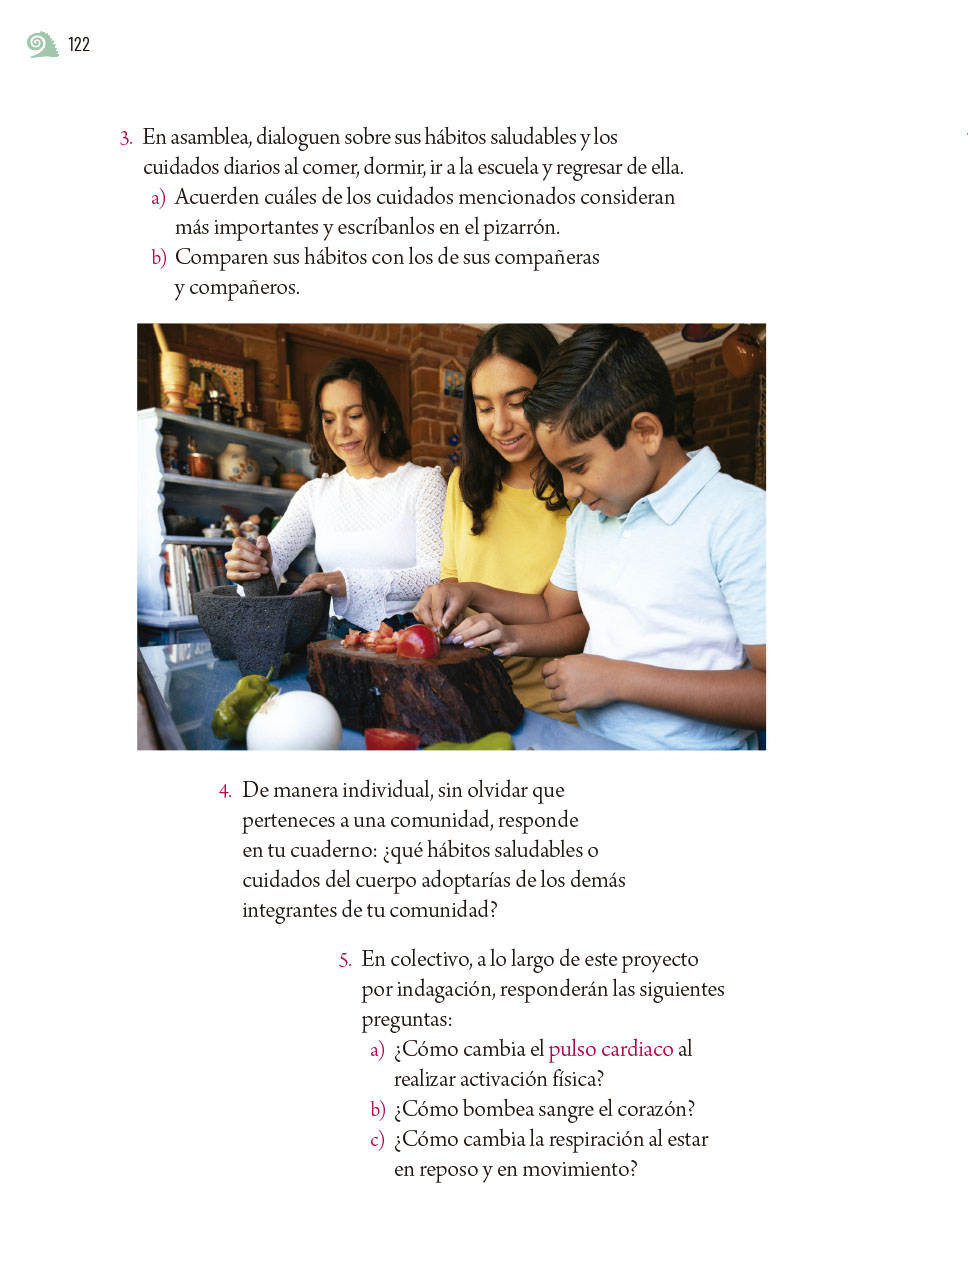 122
3. En asamblea, dialoguen sobre sus hábitos saludables y los
cuidados diarios al comer, dormir, ir a la escuela y regresar de ella.
a) Acuerden cuáles de los cuidados mencionados consideran
más importantes y escríbanlos en el pizarrón.
b) Comparen sus hábitos con los de sus compañeras
y compañeros.
4. De manera individual, sin olvidar que
perteneces a una comunidad, responde
en tu cuaderno: ¿qué hábitos saludables o
cuidados del cuerpo adoptarías de los demás
integrantes de tu comunidad?
5. En colectivo, a lo largo de este proyecto
por indagación, responderán las siguientes
preguntas:
a) ¿Cómo cambia el pulso cardiaco al
realizar activación física?
b) ¿Cómo bombea sangre el corazón?
c) ¿Cómo cambia la respiración al estar
en reposo y en movimiento?